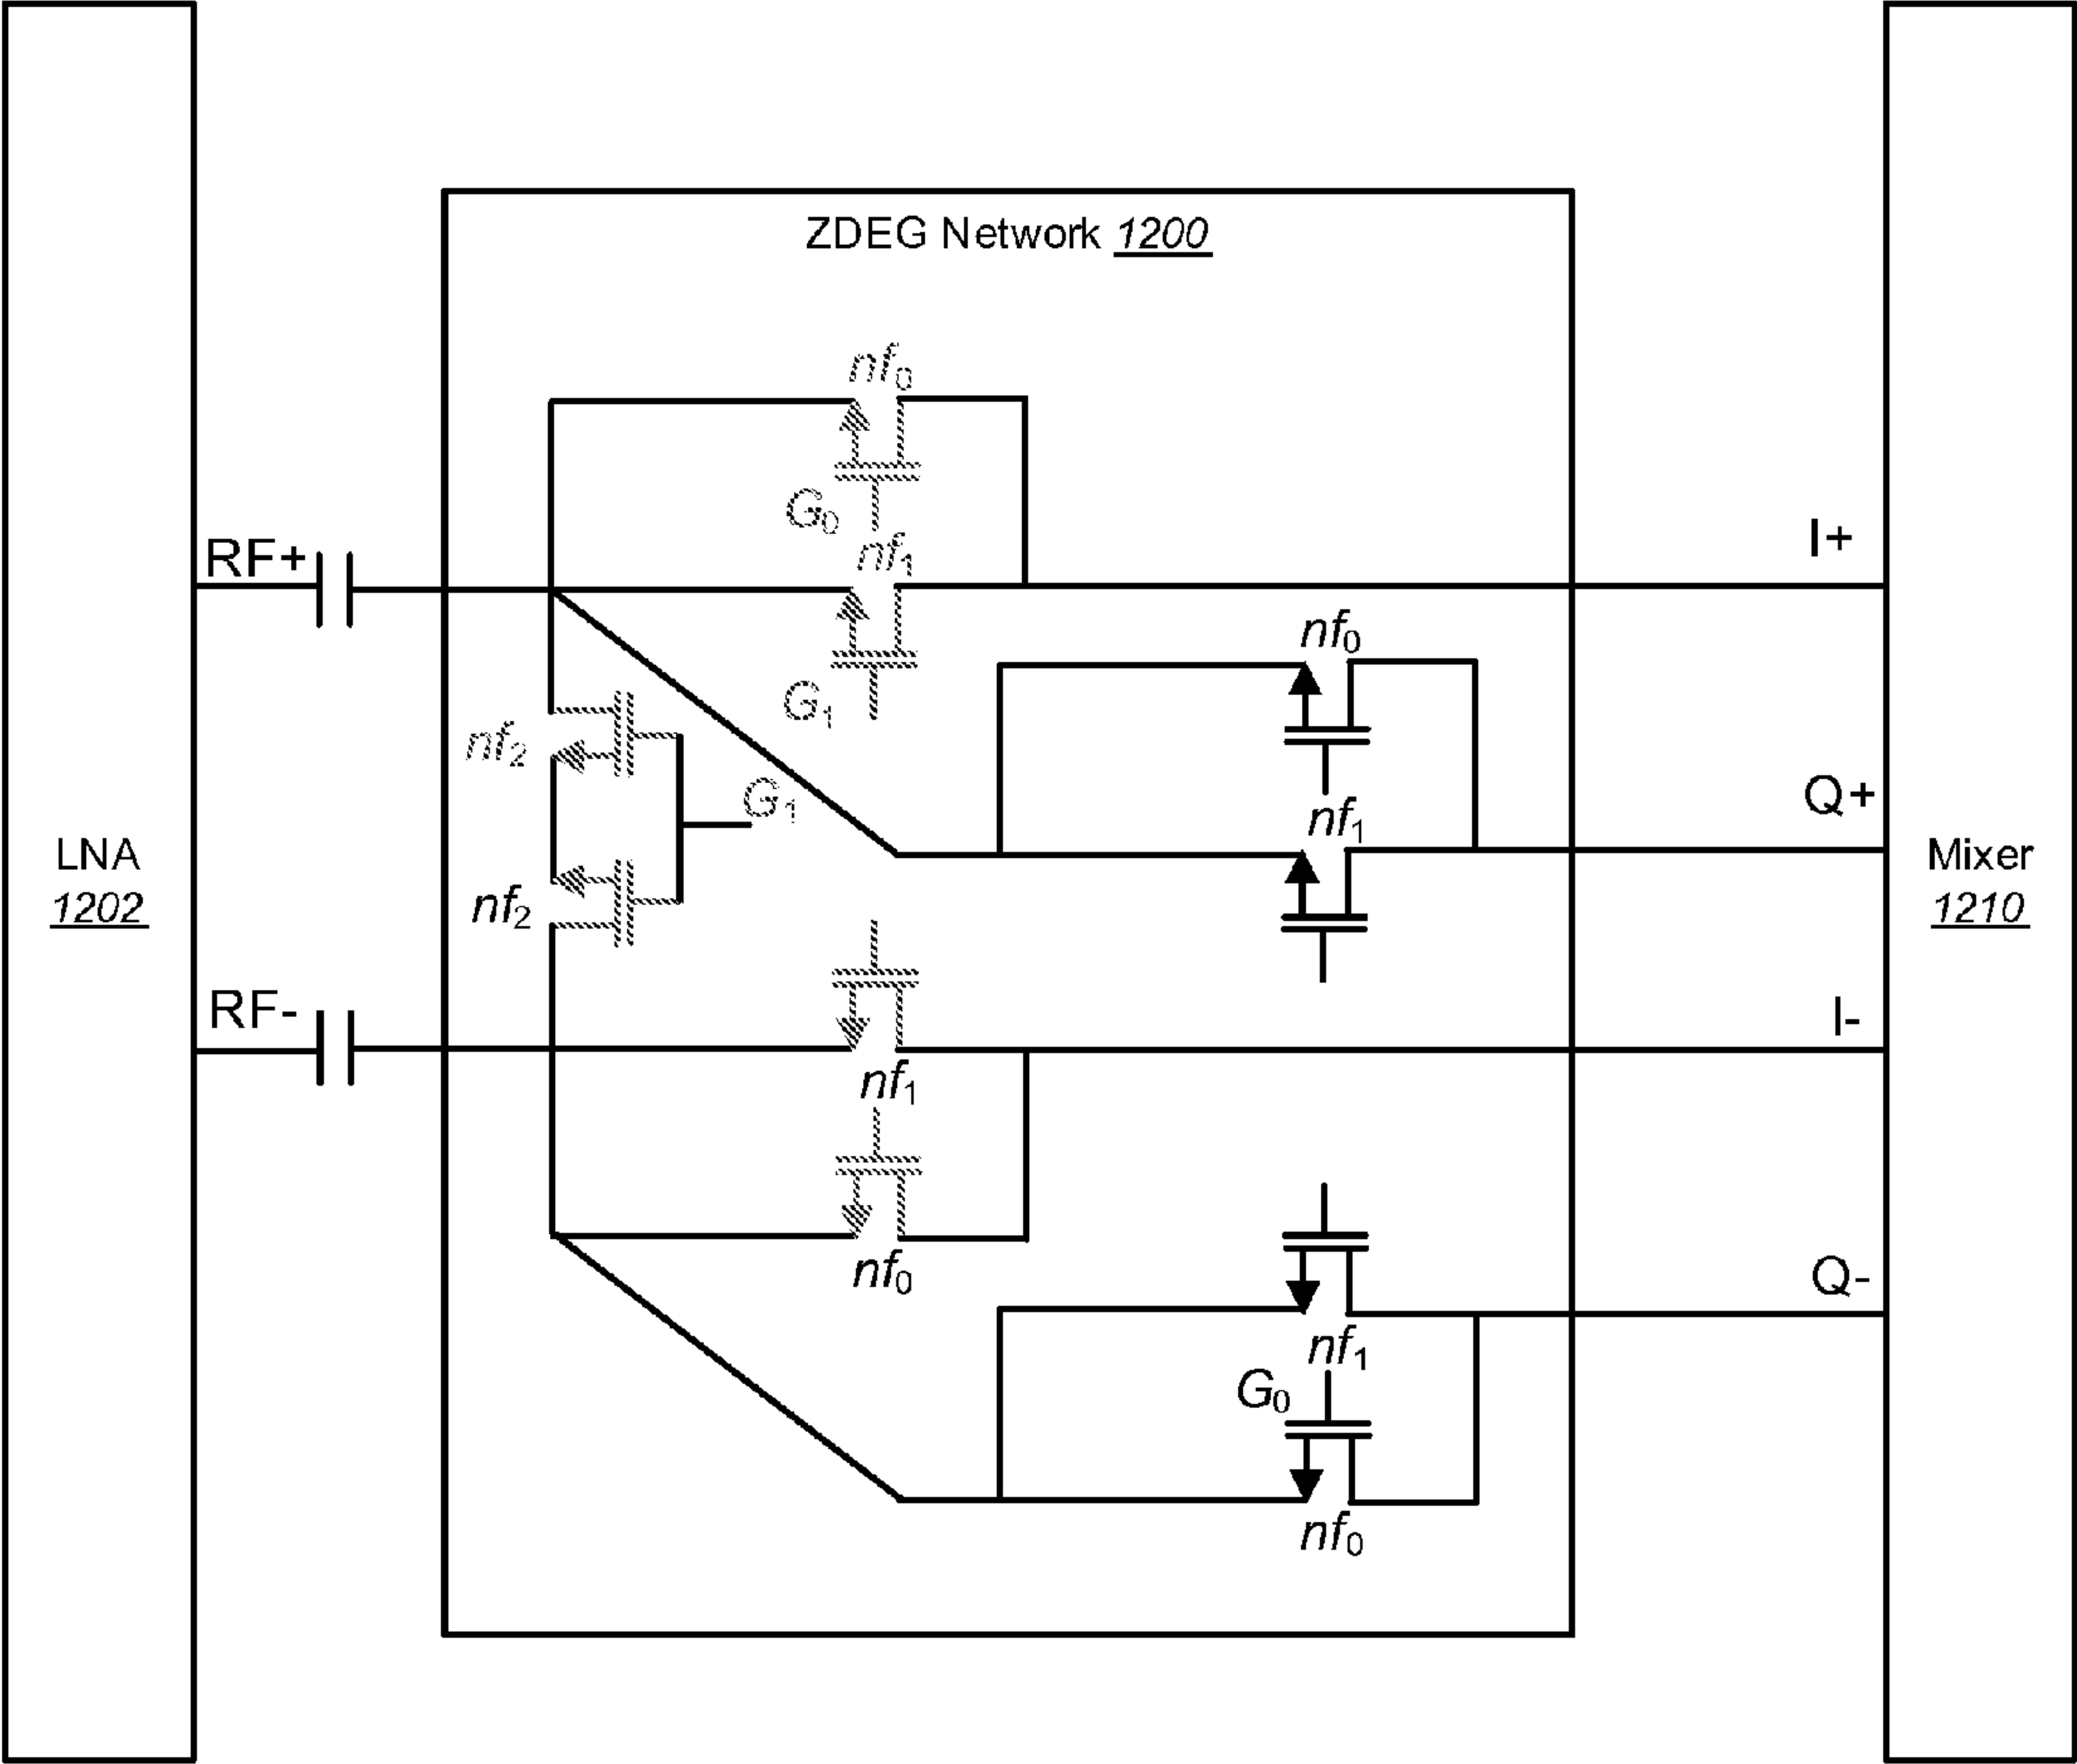 ZDEG Network 1200
nf0
G0
nf1
RF+
I+
G1
nf0
nf2
G1
nf1
Q+
LNA
1202
nf2
Mixer
1210
RF-
I-
nf1
nf0
Q-
nf1
G0
nf0